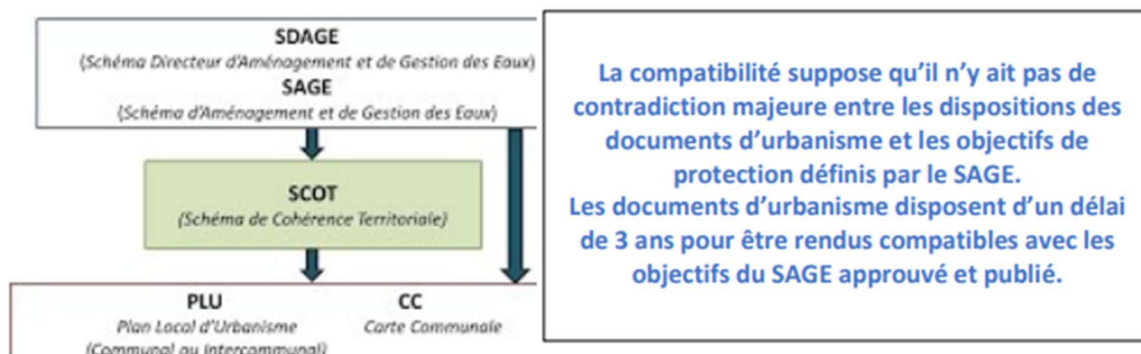 SDAGE
(Schéma Directeur d'Aménagement et de Gestion des Eaux)
SAGE
(Schéma d'Aménagement et de Gestion des Eaux)
SCOT
(Schéma de Cohérence Territoriale)
PLU
Plan Local d'Urbanisme
(Communal ou Intercommunal)
CC
Carte Communale
La compatibilité suppose qu'il n'y ait pas de
contradiction majeure entre les dispositions des
documents d'urbanisme et les objectifs de
protection définis par le SAGE.
Les documents d'urbanisme disposent d'un délai
de 3 ans pour être rendus compatibles avec les
objectifs du SAGE approuvé et publié.